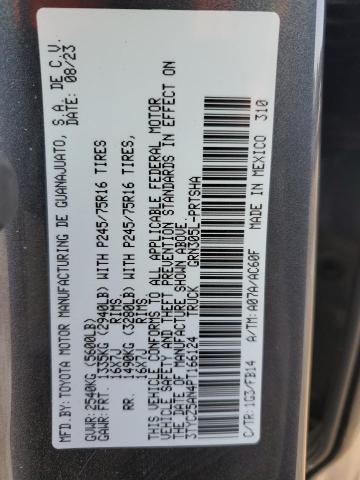 MFD.BY: TOYOTA MOTOR MANUFACTURING DE GUANAJUATO, S.A. DE C.V.
DATE: 08/23
GVWR: 2540KG (5600LB)
GAWR: FRT. 1335KG (2940LB) WITH P245/75R16 TIRES,
16X7J RIMS,
RR. 1490KG (3280LB) WITH P245/75R16 TIRES,
16X7J RIMS,
THIS VEHICLE CONFORMS TO ALL APPLICABLE FEDERAL MOTOR
VEHICLE SAFETY AND THEFT PREVENTION STANDARDS IN EFFECT ON
THE DATE OF MANUFACTURE SHOWN ABOVE.
3TYCZ5AN4PT166124 TRUCK GRN305L-PRTSHA
C/TR: 1G3/FB14 A/TM: A07A/AC60F MADE IN MEXICO 310